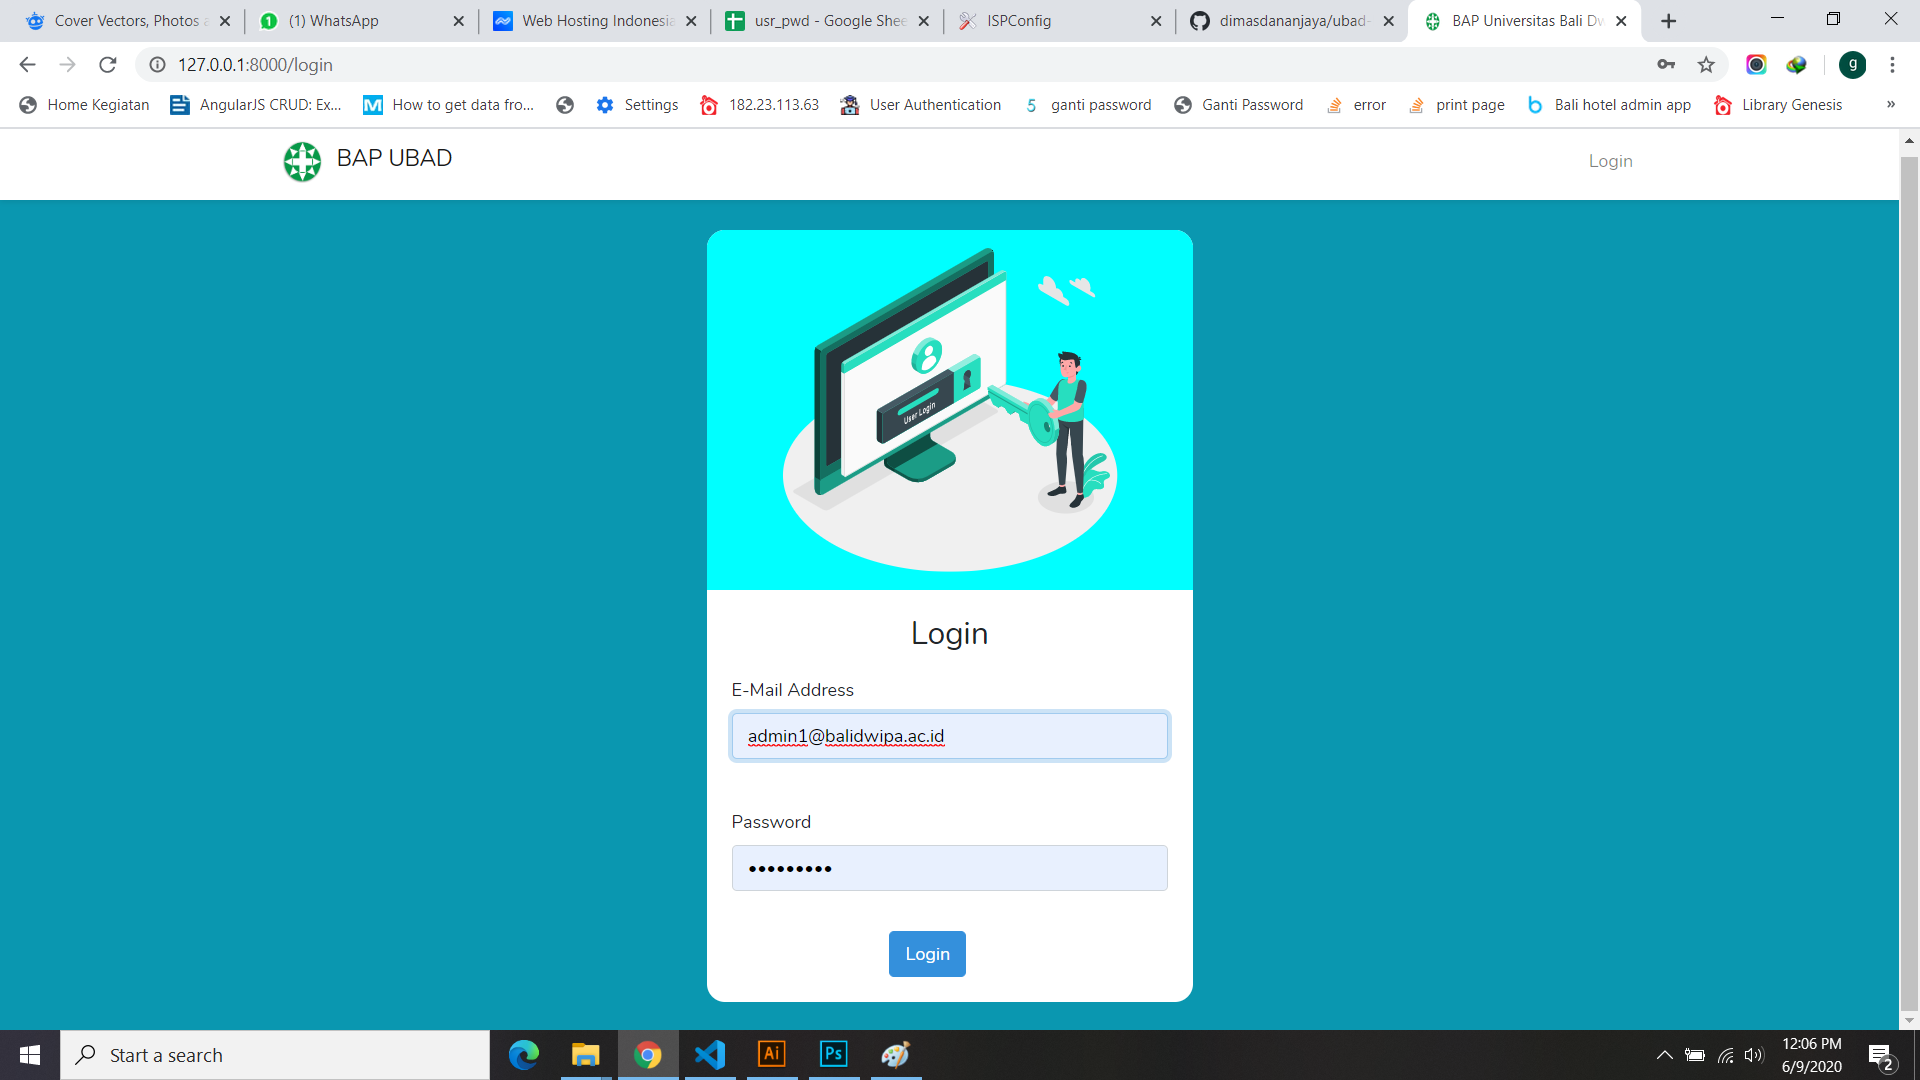 Cover Vectors, Photos a
(1) WhatsApp
Web Hosting Indonesia
usr_pwd - Google Shee
ISPConfig
dimasdananjaya/ubad-
BAP Universitas Bali Dw
127.0.0.1:8000/login
g
Home Kegiatan
AngularJS CRUD: Ex...
How to get data fro...
Settings
182.23.113.63
User Authentication
5
ganti password
Ganti Password
error
print page
Bali hotel admin app
Library Genesis
»
BAP UBAD
Login
User Login
Login
E-Mail Address
admin1@balidwipa.ac.id
Password
•••••••••
Login
Start a search
Ai
Ps
12:06 PM
6/9/2020
2